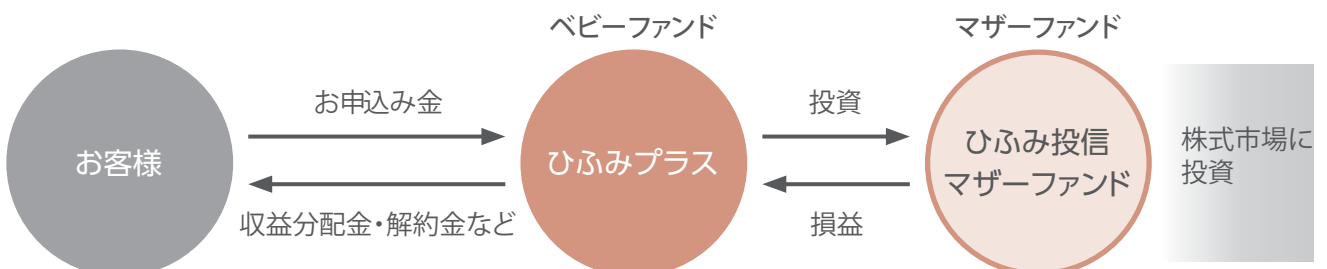 ベビーファンド
マザーファンド
お客様
お申込み金
収益分配金・解約金など
ひふみプラス
投資
損益
ひふみ投信
マザーファンド
株式市場に
投資